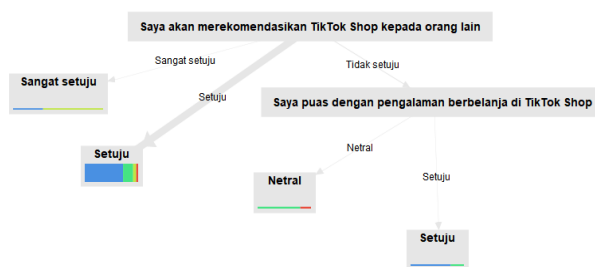 Saya akan merekomendasikan TikTok Shop kepada orang lain
Sangat setuju
Tidak setuju
Sangat setuju
Setuju
Saya puas dengan pengalaman berbelanja di TikTok Shop
Setuju
Netral
Netral
Setuju
Setuju